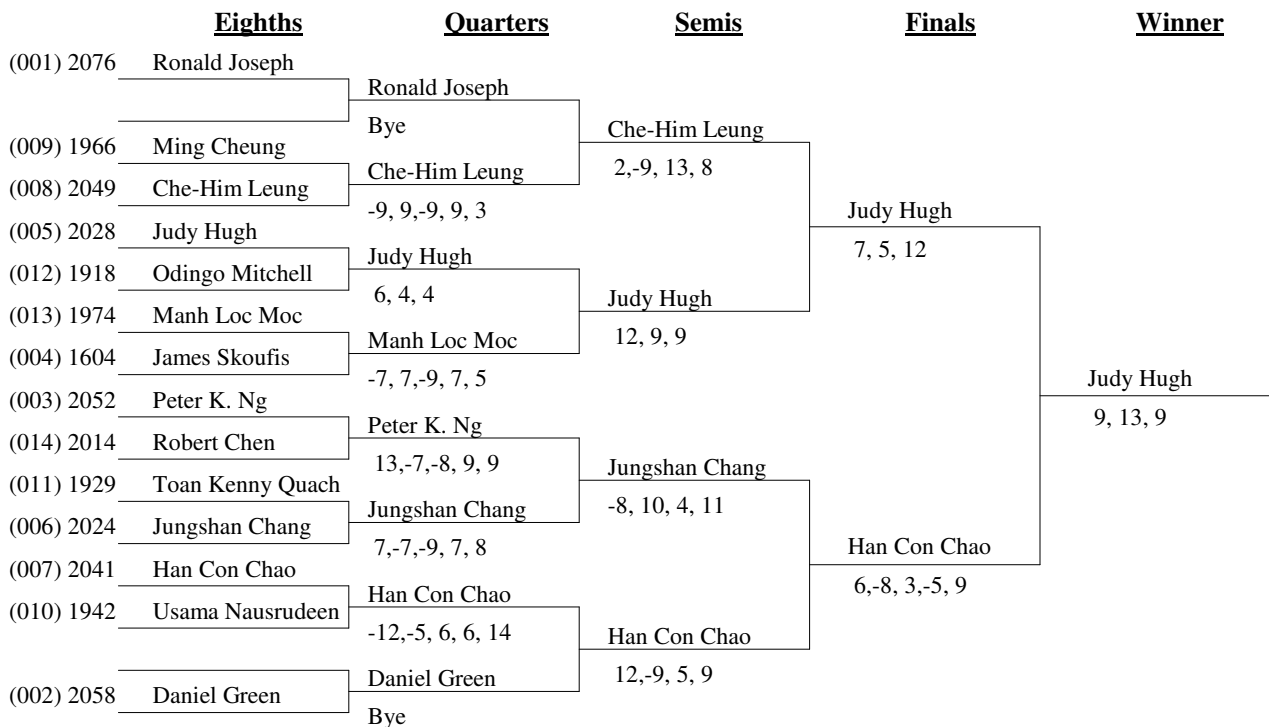 Eighths Quarters Semis Finals Winner
(001) 2076 Ronald Joseph
Ronald Joseph
Bye
(009) 1966 Ming Cheung
Che-Him Leung
2,-9, 13, 8
(008) 2049 Che-Him Leung
Che-Him Leung
-9, 9,-9, 9, 3
(005) 2028 Judy Hugh
Judy Hugh
7, 5, 12
(012) 1918 Odingo Mitchell
Judy Hugh
6, 4, 4
(013) 1974 Manh Loc Moc
Judy Hugh
12, 9, 9
(004) 1604 James Skoufis
Manh Loc Moc
-7, 7,-9, 7, 5
(003) 2052 Peter K. Ng
Judy Hugh
9, 13, 9
(014) 2014 Robert Chen
Peter K. Ng
13,-7,-8, 9, 9
(011) 1929 Toan Kenny Quach
Jungshan Chang
-8, 10, 4, 11
(006) 2024 Jungshan Chang
Jungshan Chang
7,-7,-9, 7, 8
(007) 2041 Han Con Chao
Han Con Chao
6,-8, 3,-5, 9
(010) 1942 Usama Nausrudeen
Han Con Chao
-12,-5, 6, 6, 14
Han Con Chao
12,-9, 5, 9
(002) 2058 Daniel Green
Daniel Green
Bye